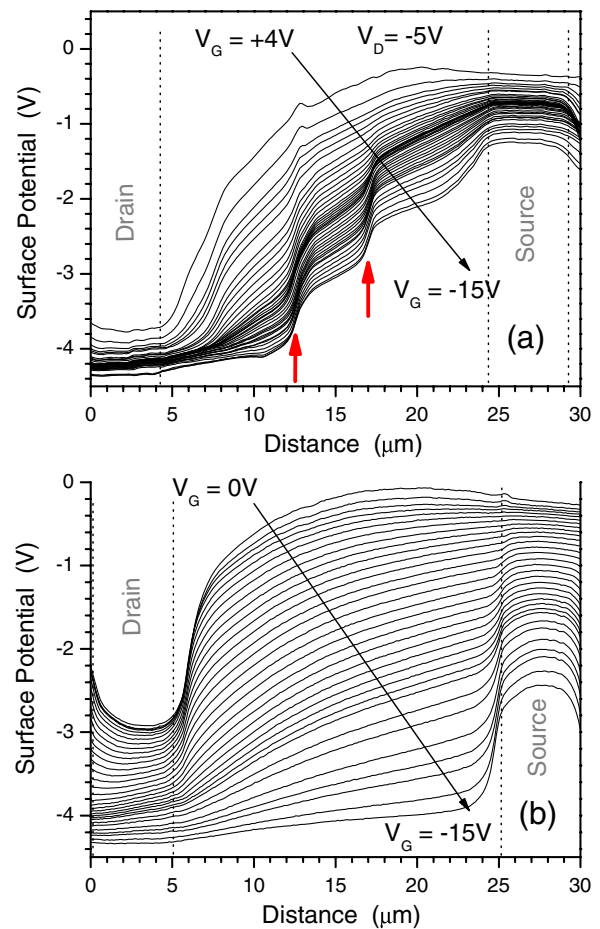 V_G = +4V V_D = -5V
0
-1
-2
-3
-4
Surface Potential (V)
Drain
Source
V_G = -15V
(a)
0 5 10 15 20 25 30
Distance (μm)
V_G = 0V
0
-1
-2
-3
-4
Surface Potential (V)
Drain
Source
V_G = -15V
(b)
0 5 10 15 20 25 30
Distance (μm)